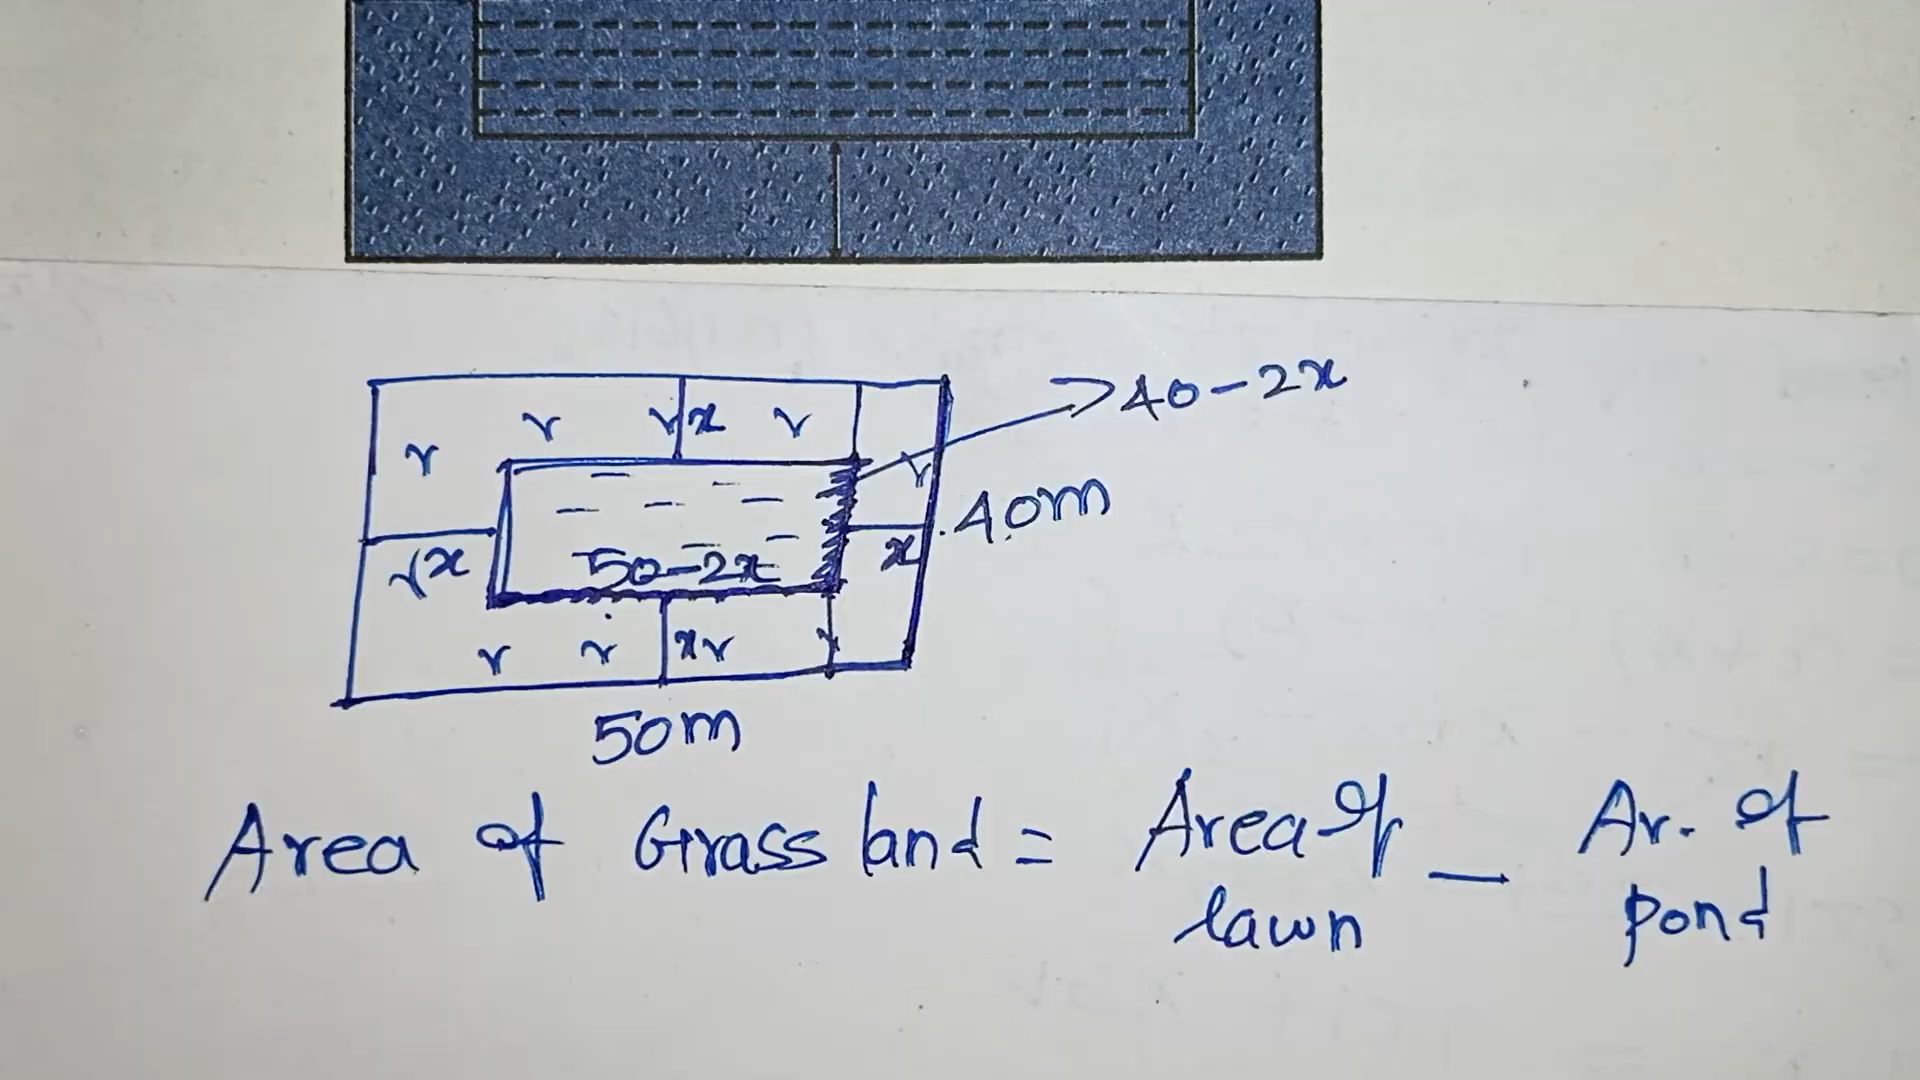 40-2x
x
40m
x
x
50-2x
x
50m
Area of Grass land = Area of lawn - Ar. of pond